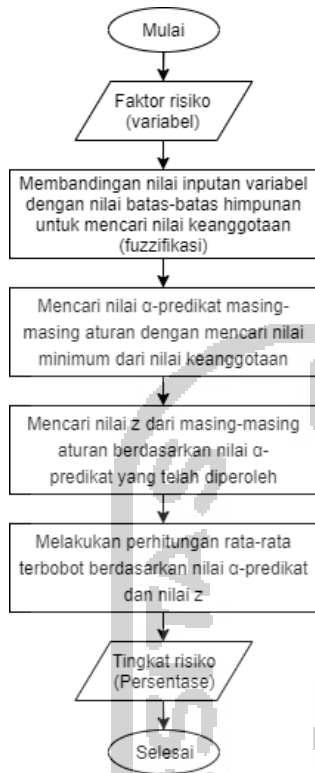 Mulai
Faktor risiko
(variabel)
Membandingan nilai inputan variabel
dengan nilai batas-batas himpunan
untuk mencari nilai keanggotaan
(fuzzifikasi)
Mencari nilai α-predikat masing-
masing aturan dengan mencari nilai
minimum dari nilai keanggotaan
Mencari nilai z dari masing-masing
aturan berdasarkan nilai α-
predikat yang telah diperoleh
Melakukan perhitungan rata-rata
terbobot berdasarkan nilai α-predikat
dan nilai z
Tingkat risiko
(Persentase)
Selesai